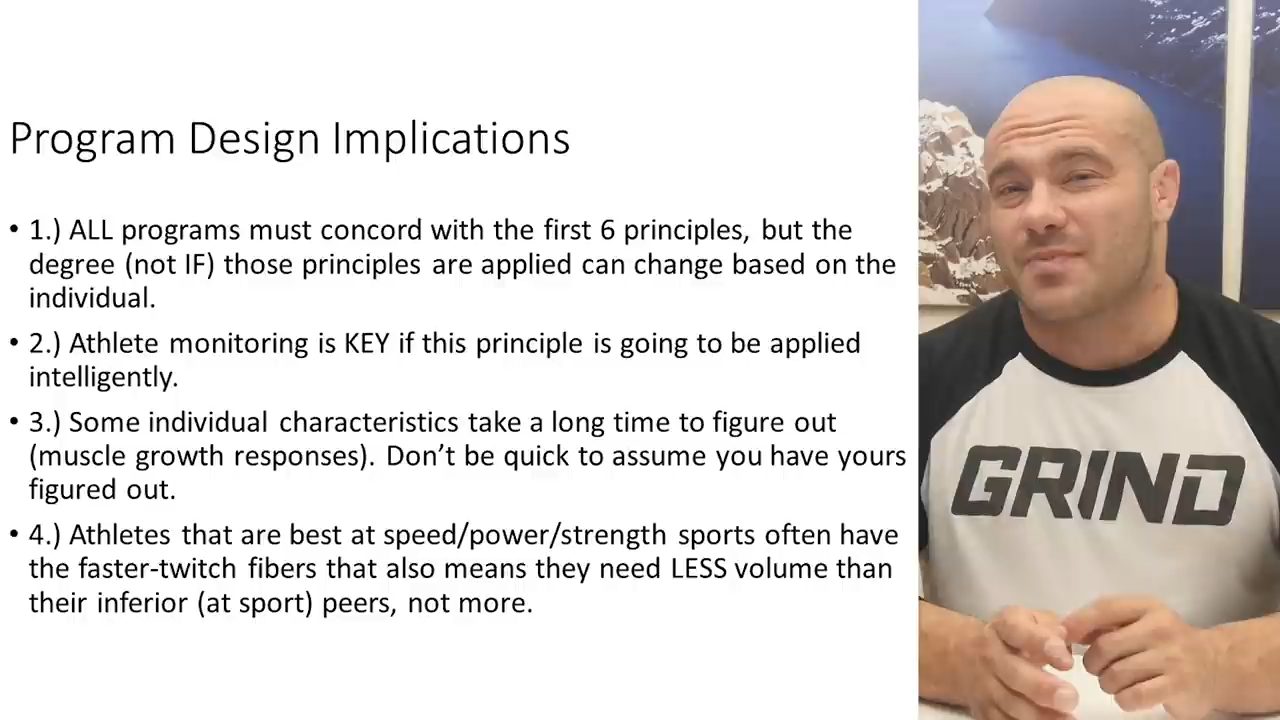 Program Design Implications
• 1.) ALL programs must concord with the first 6 principles, but the
degree (not IF) those principles are applied can change based on the
individual.
• 2.) Athlete monitoring is KEY if this principle is going to be applied
intelligently.
• 3.) Some individual characteristics take a long time to figure out
(muscle growth responses). Don’t be quick to assume you have yours
figured out.
• 4.) Athletes that are best at speed/power/strength sports often have
the faster-twitch fibers that also means they need LESS volume than
their inferior (at sport) peers, not more.
GRIND